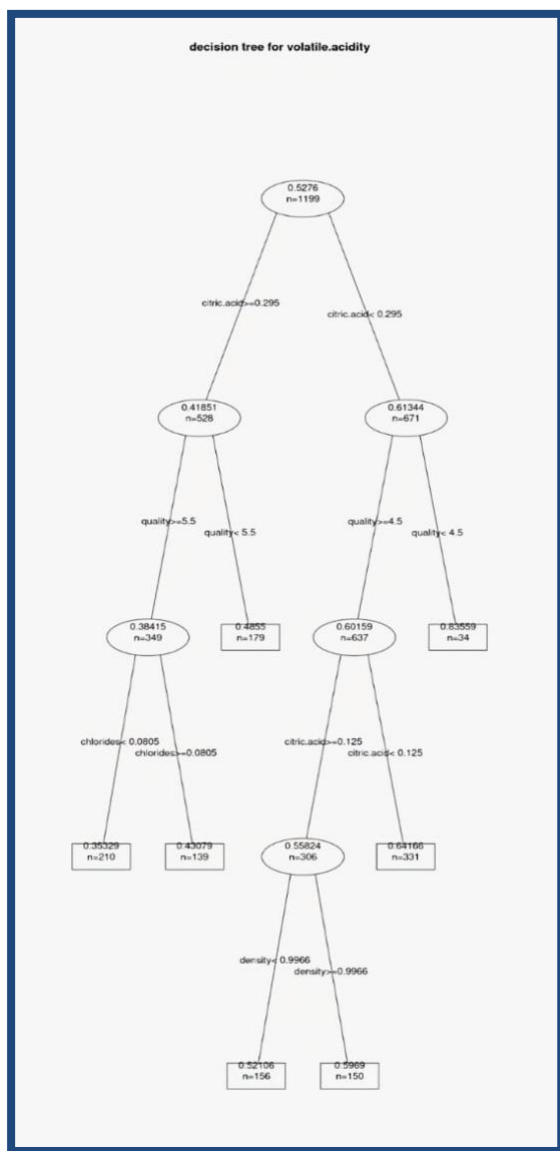 decision tree for volatile.acidity
0.5276
n=1199
citric.acid>=0.295
citric.acid< 0.295
0.41851
n=528
0.61344
n=671
quality>=5.5
quality< 5.5
quality>=4.5
quality< 4.5
0.38415
n=349
0.4855
n=179
0.60159
n=637
0.83559
n=34
chlorides< 0.0805
chlorides>=0.0805
citric.acid>=0.125
citric.acid< 0.125
0.35329
n=210
0.43079
n=139
0.55824
n=306
0.64166
n=331
density< 0.9966
density>=0.9966
0.52106
n=156
0.5969
n=150